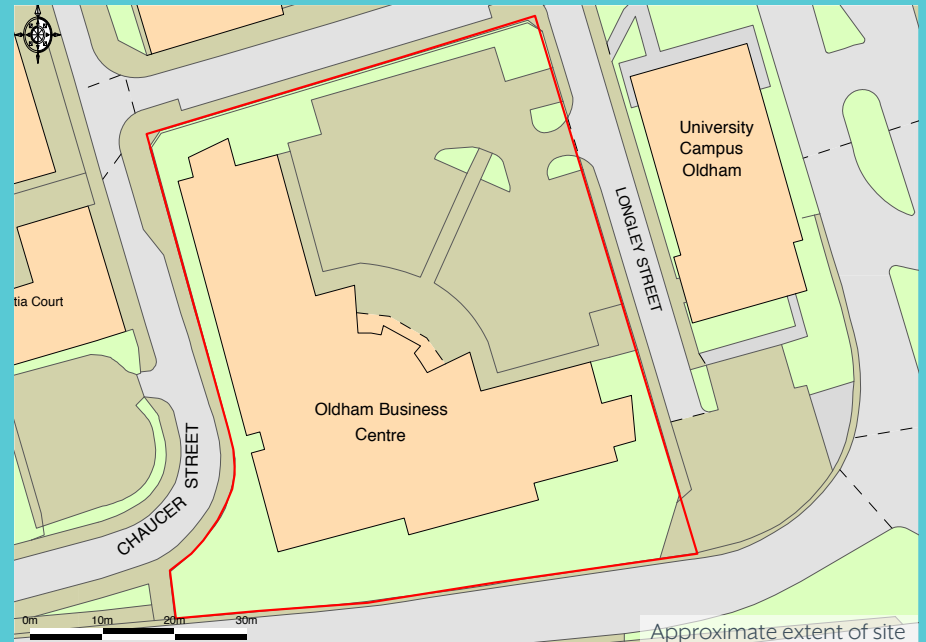 University
Campus
Oldham
LONGLEY STREET
tia Court
Oldham Business
Centre
CHAUCER STREET
0m 10m 20m 30m
Approximate extent of site